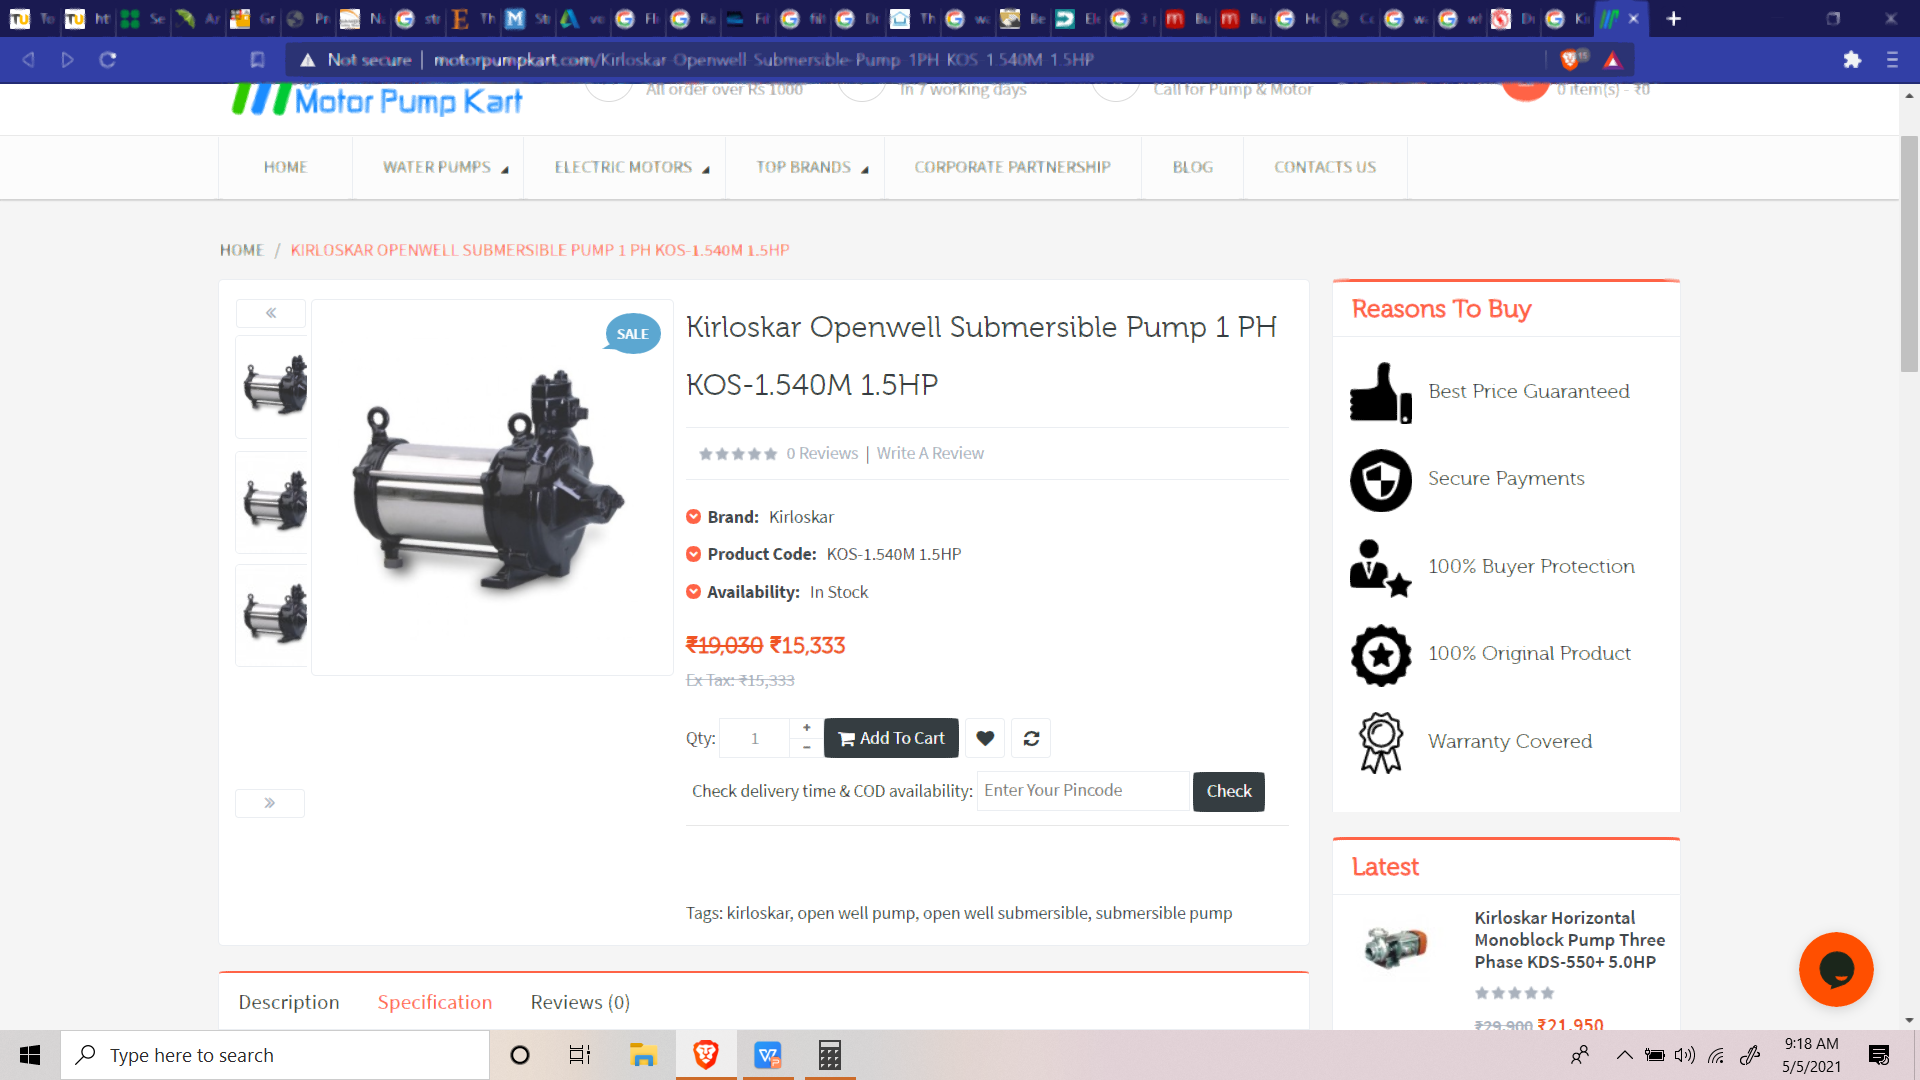 Not secure | motorpumpkart.com/Kirloskar-Openwell-Submersible-Pump-1PH-KOS-1.540M-1.5HP
Motor Pump Kart
All order over Rs 1000
In 7 working days
Call for Pump & Motor
0 item(s) - ₹0
HOME
WATER PUMPS
ELECTRIC MOTORS
TOP BRANDS
CORPORATE PARTNERSHIP
BLOG
CONTACTS US
HOME / KIRLOSKAR OPENWELL SUBMERSIBLE PUMP 1 PH KOS-1.540M 1.5HP
SALE
Kirloskar Openwell Submersible Pump 1 PH
KOS-1.540M 1.5HP
0 Reviews | Write A Review
Brand: Kirloskar
Product Code: KOS-1.540M 1.5HP
Availability: In Stock
₹19,030 ₹15,333
Ex Tax: ₹15,333
Qty: 1 + − Add To Cart
Check delivery time & COD availability: Enter Your Pincode Check
Tags: kirloskar, open well pump, open well submersible, submersible pump
Description
Specification
Reviews (0)
Reasons To Buy
Best Price Guaranteed
Secure Payments
100% Buyer Protection
100% Original Product
Warranty Covered
Latest
Kirloskar Horizontal
Monoblock Pump Three
Phase KDS-550+ 5.0HP
₹29,900 ₹21,950
Type here to search
9:18 AM
5/5/2021